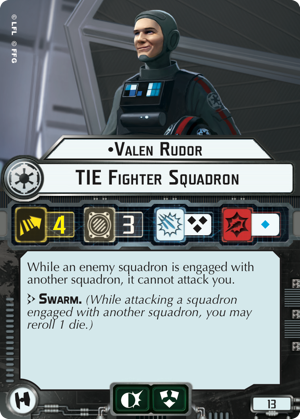 © LFL © FFG
•Valen Rudor
TIE Fighter Squadron
4 3
While an enemy squadron is engaged with
another squadron, it cannot attack you.
Swarm. (While attacking a squadron
engaged with another squadron, you may
reroll 1 die.)
13